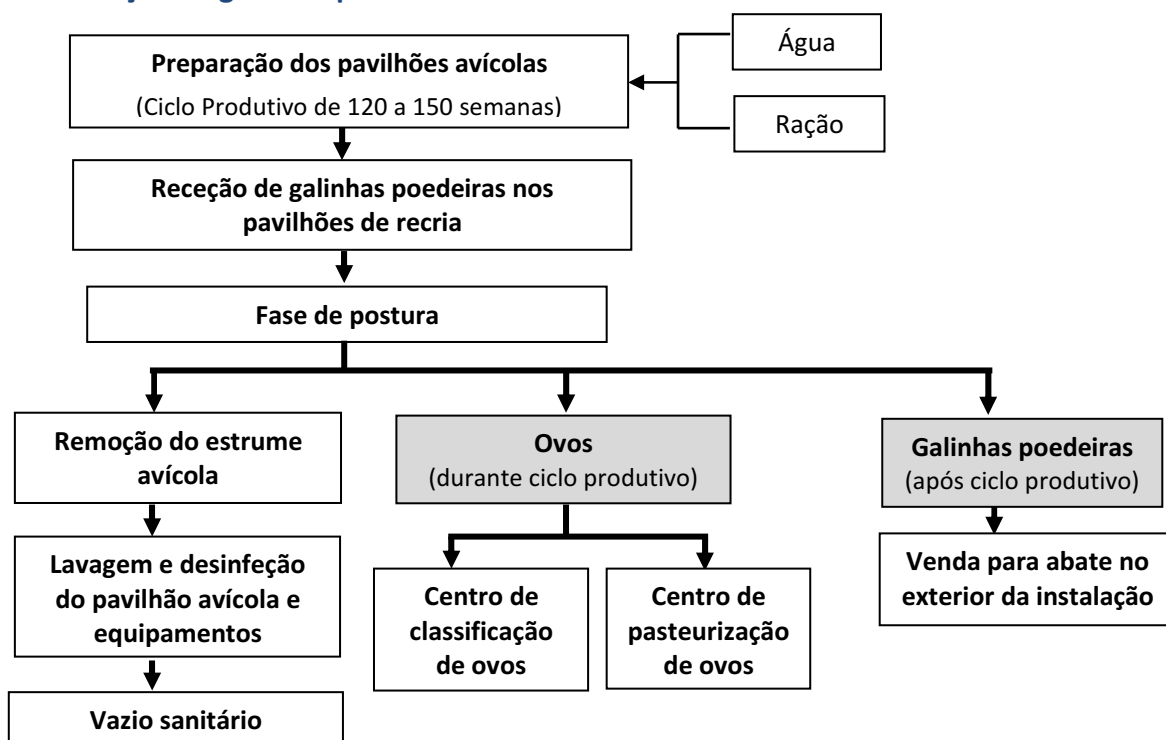 Água
Preparação dos pavilhões avícolas
(Ciclo Produtivo de 120 a 150 semanas)
Ração
Receção de galinhas poedeiras nos
pavilhões de recria
Fase de postura
Remoção do estrume
avícola
Ovos
(durante ciclo produtivo)
Galinhas poedeiras
(após ciclo produtivo)
Lavagem e desinfeção
do pavilhão avícola e
equipamentos
Centro de
classificação
de ovos
Centro de
pasteurização
de ovos
Venda para abate no
exterior da instalação
Vazio sanitário